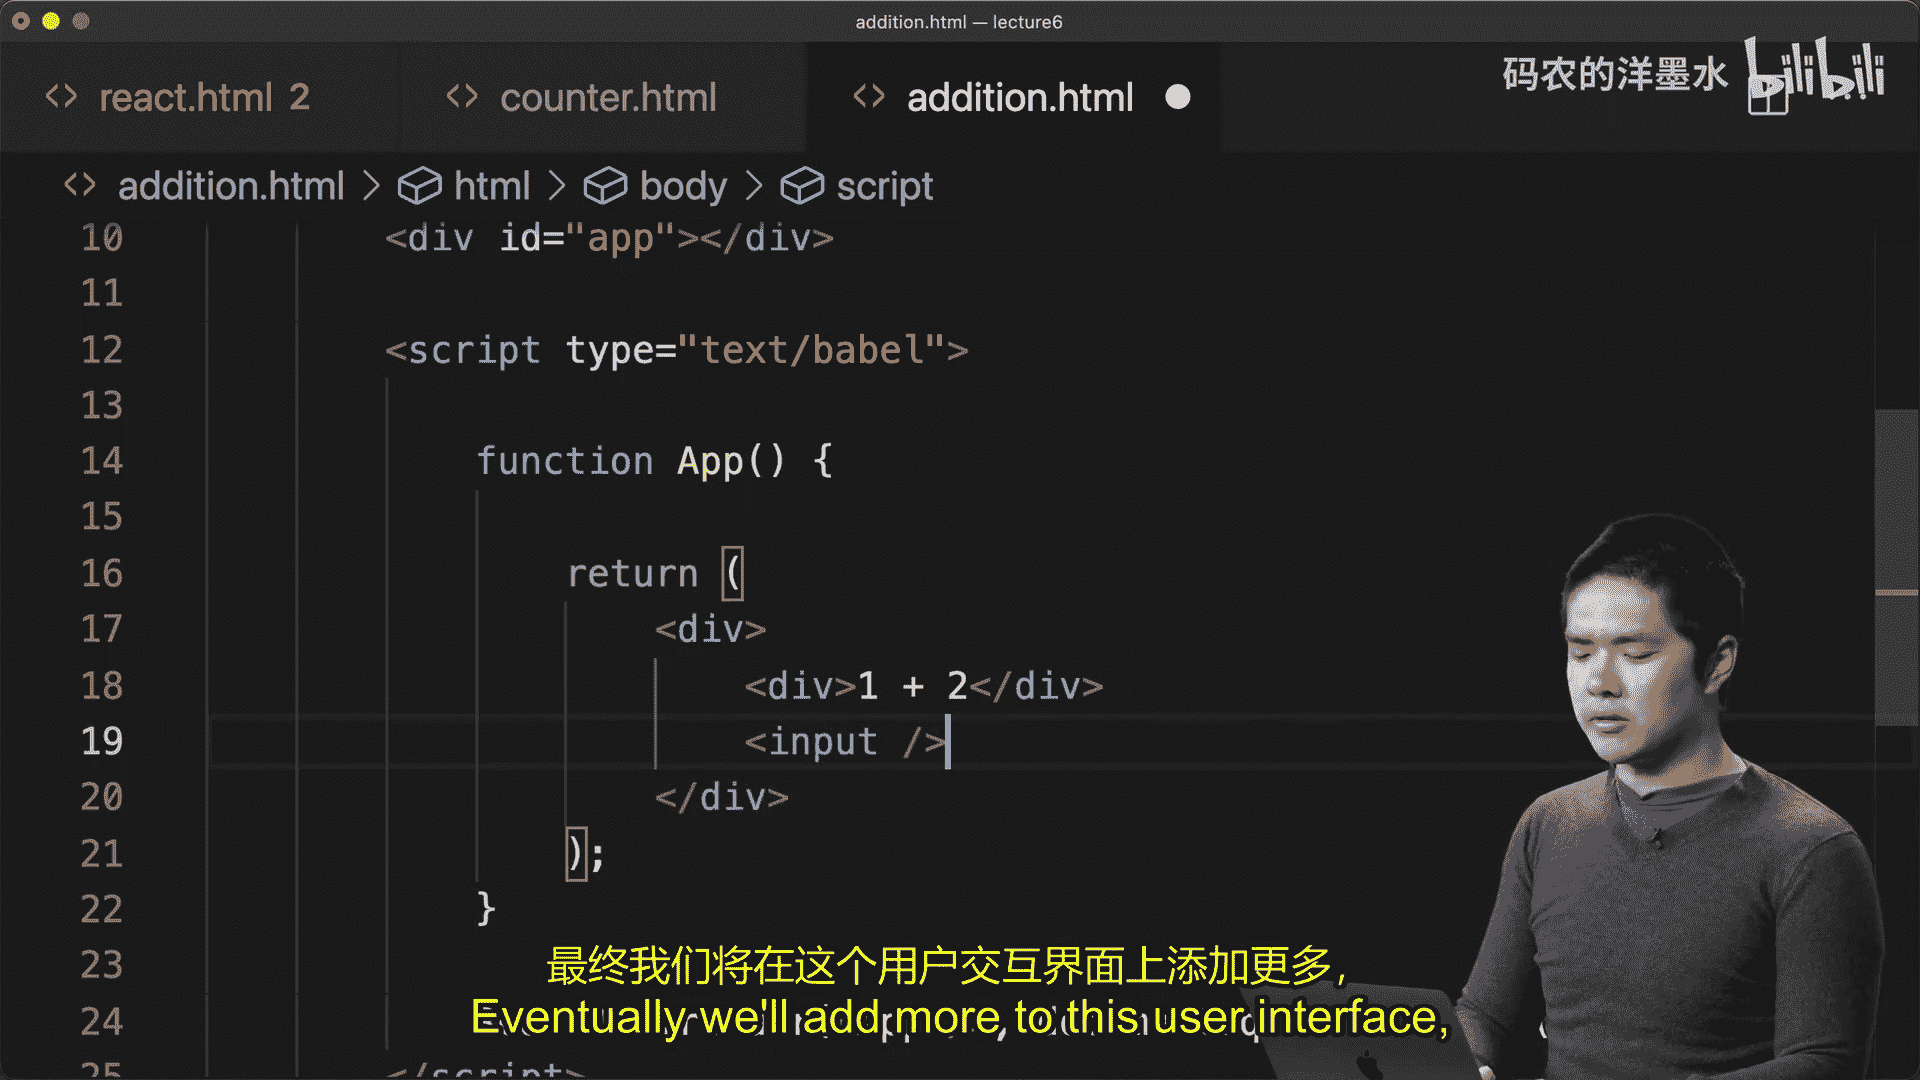 addition.html — lecture6
react.html 2
counter.html
addition.html
码农的洋墨水 bilibili
addition.html > html > body > script
10 <div id="app"></div>
11
12 <script type="text/babel">
13
14 function App() {
15
16 return (
17 <div>
18 <div>1 + 2</div>
19 <input />
20 </div>
21 );
22 }
23
24
25 </script>
最终我们将在这个用户交互界面上添加更多，
Eventually we'll add more to this user interface,